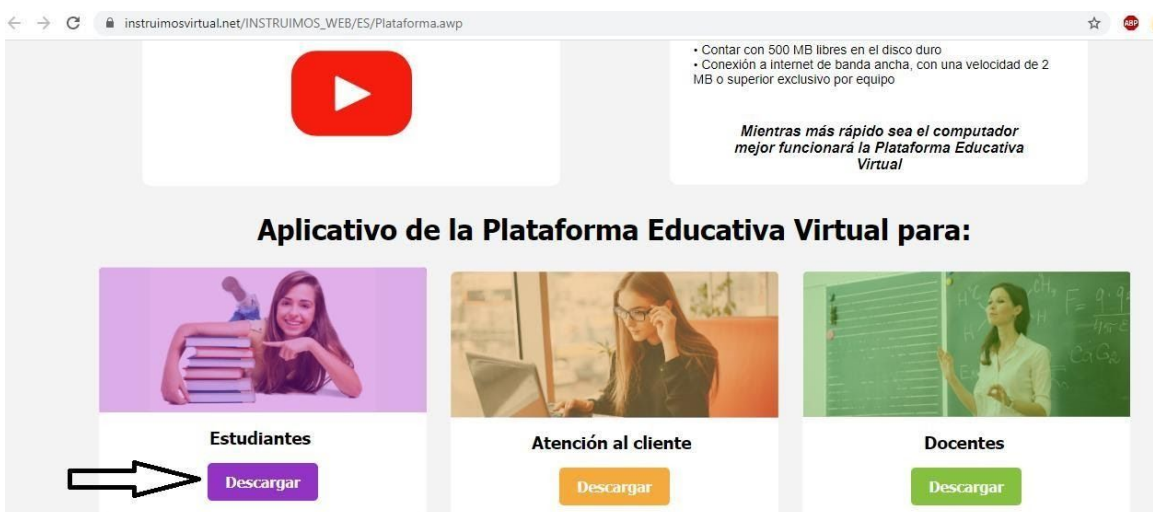 instruimosvirtual.net/INSTRUIMOS_WEB/ES/Plataforma.awp
ABP
• Contar con 500 MB libres en el disco duro
• Conexión a internet de banda ancha, con una velocidad de 2
MB o superior exclusivo por equipo
Mientras más rápido sea el computador
mejor funcionará la Plataforma Educativa
Virtual
Aplicativo de la Plataforma Educativa Virtual para:
Estudiantes
Atención al cliente
Docentes
Descargar
Descargar
Descargar